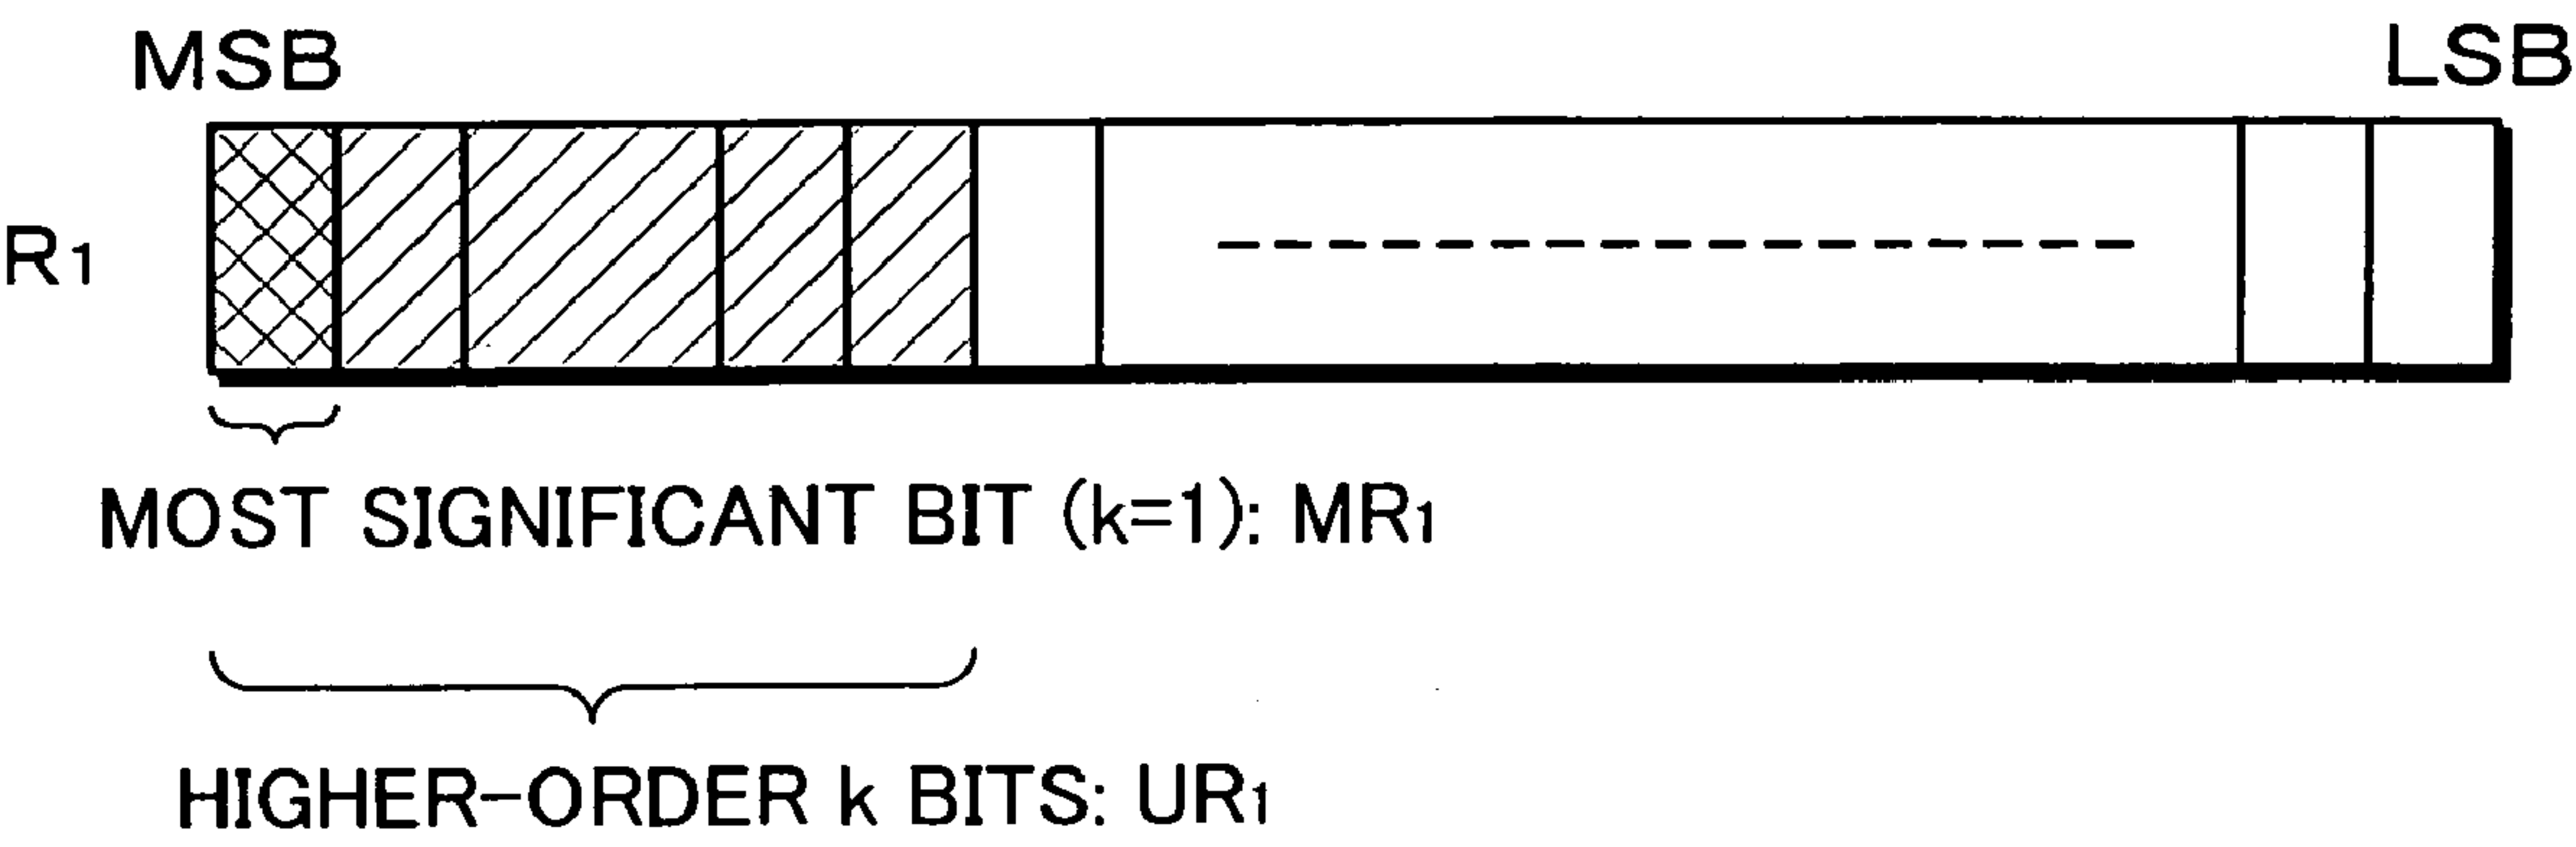 MSB LSB
R1
MOST SIGNIFICANT BIT (k=1): MR1
HIGHER-ORDER k BITS: UR1